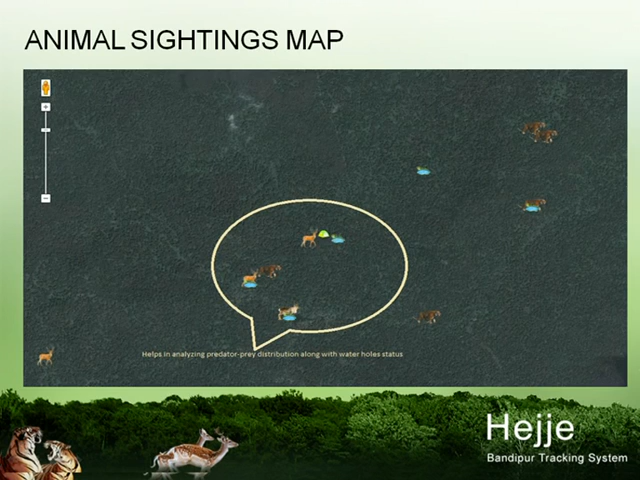 ANIMAL SIGHTINGS MAP
Helps in analyzing predator-prey distribution along with water holes status
Hejje
Bandipur Tracking System